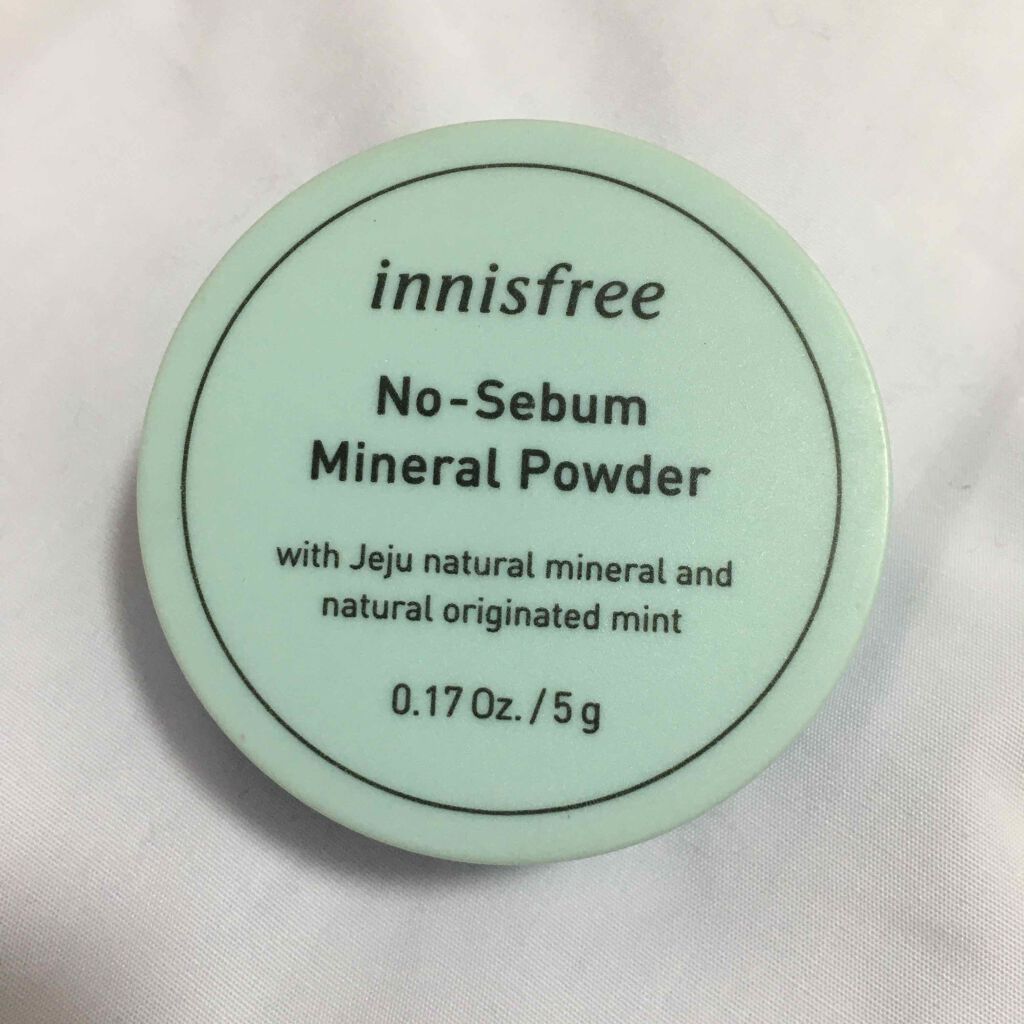 innisfree
No-Sebum
Mineral Powder
with Jeju natural mineral and
natural originated mint
0.17 Oz. / 5 g